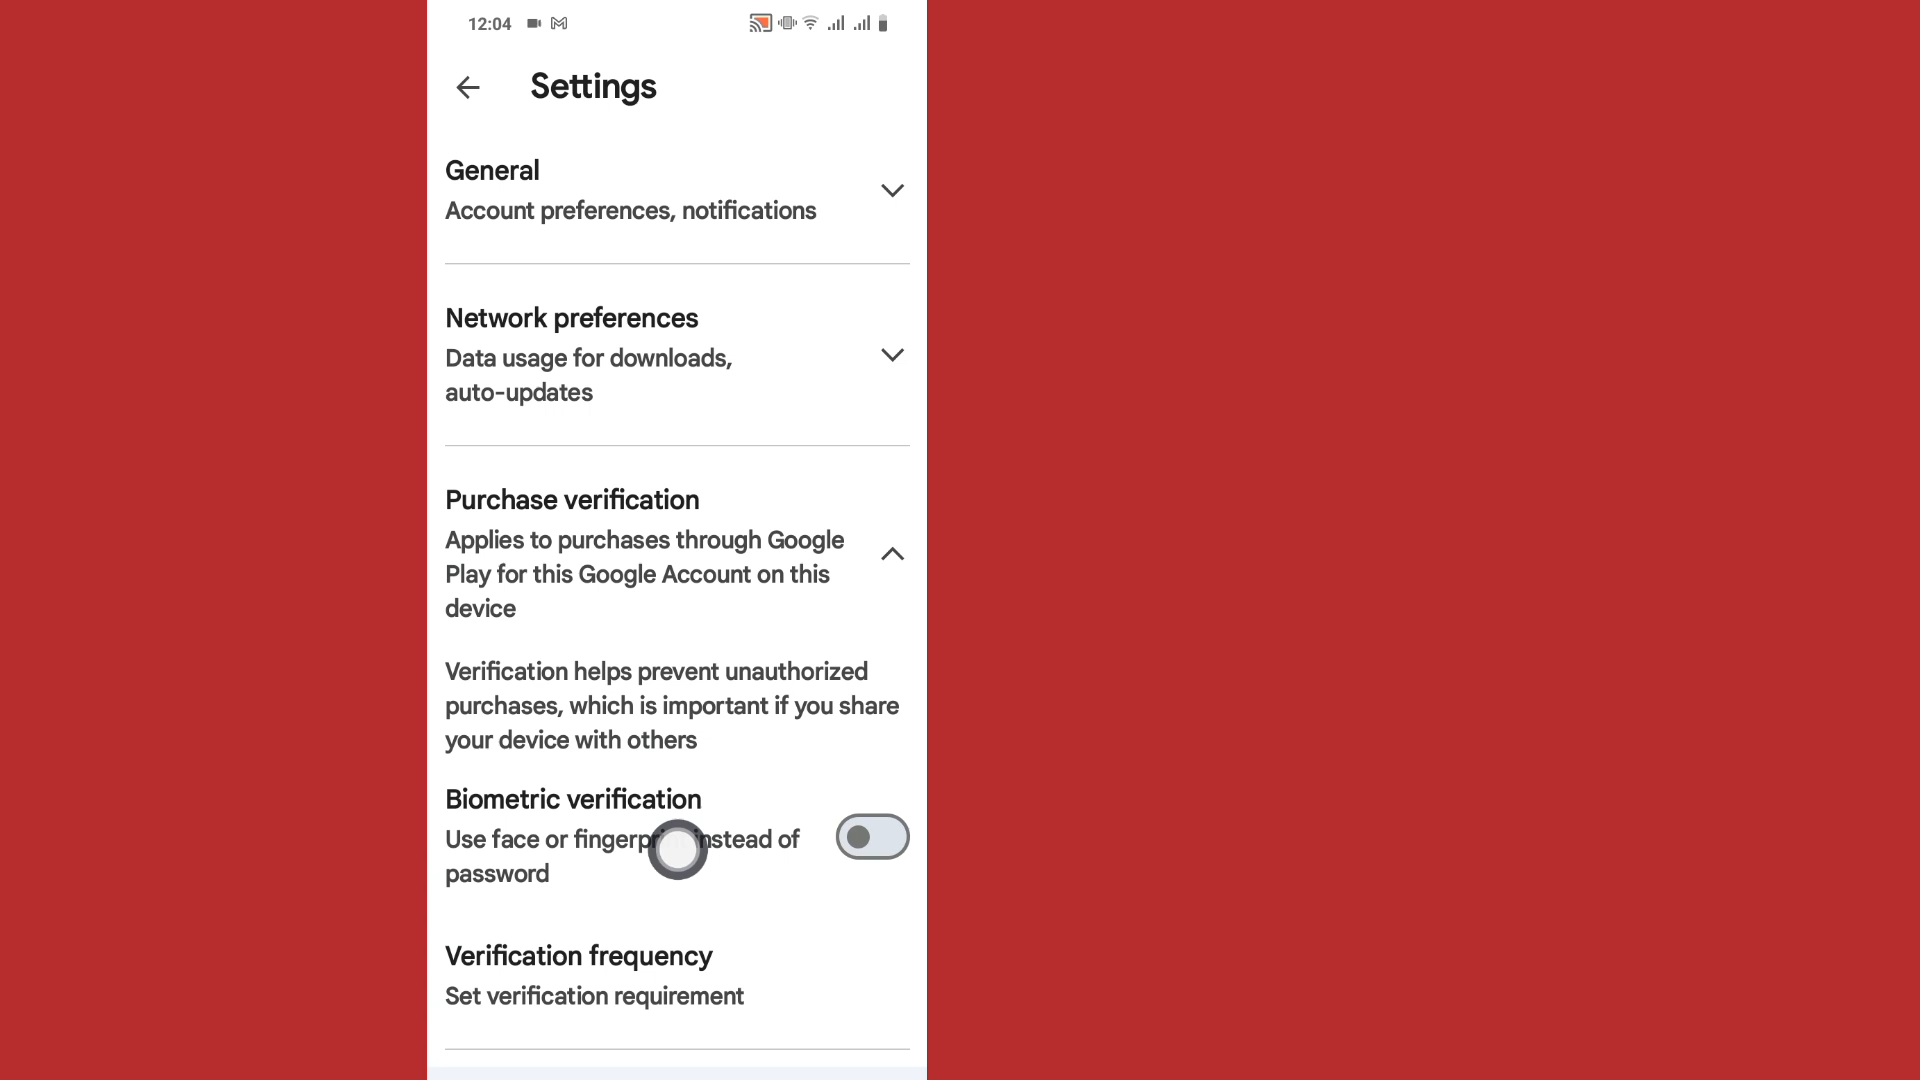 12:04
Settings
General
Account preferences, notifications
Network preferences
Data usage for downloads,
auto-updates
Purchase verification
Applies to purchases through Google
Play for this Google Account on this
device
Verification helps prevent unauthorized
purchases, which is important if you share
your device with others
Biometric verification
Use face or fingerprint instead of
password
Verification frequency
Set verification requirement